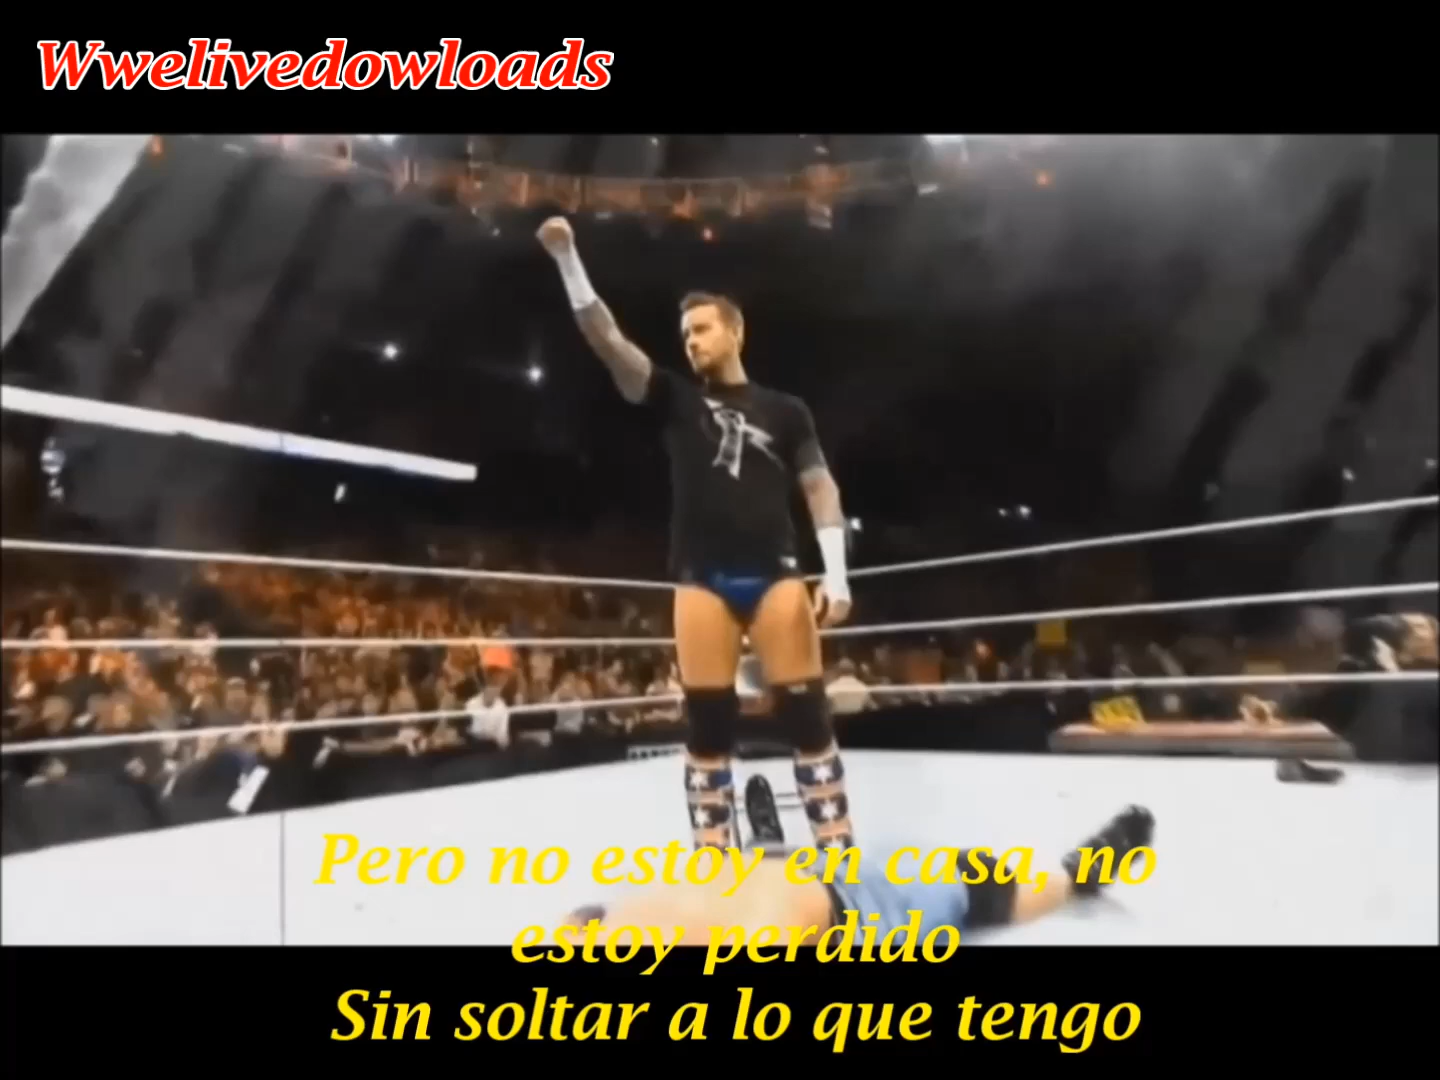 Wwelivedowloads
Pero no estoy en casa, no
estoy perdido
Sin soltar a lo que tengo